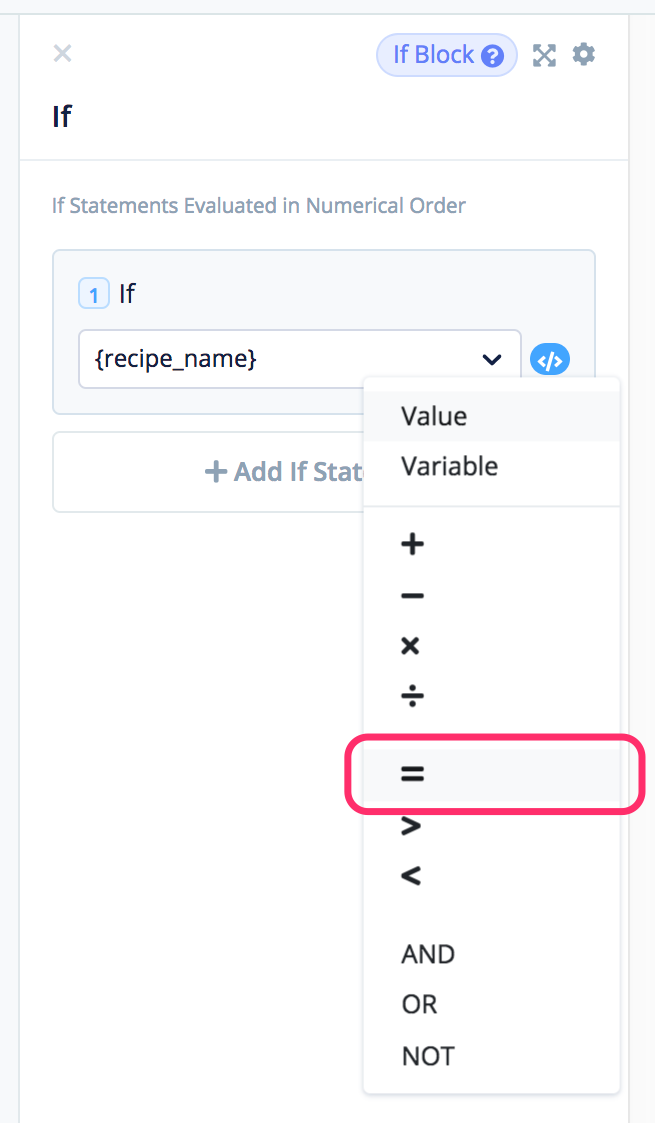 If Block ?
If
If Statements Evaluated in Numerical Order
1 If
{recipe_name}
</>
+ Add If Stat
Value
Variable
+
−
×
÷
=
>
<
AND
OR
NOT